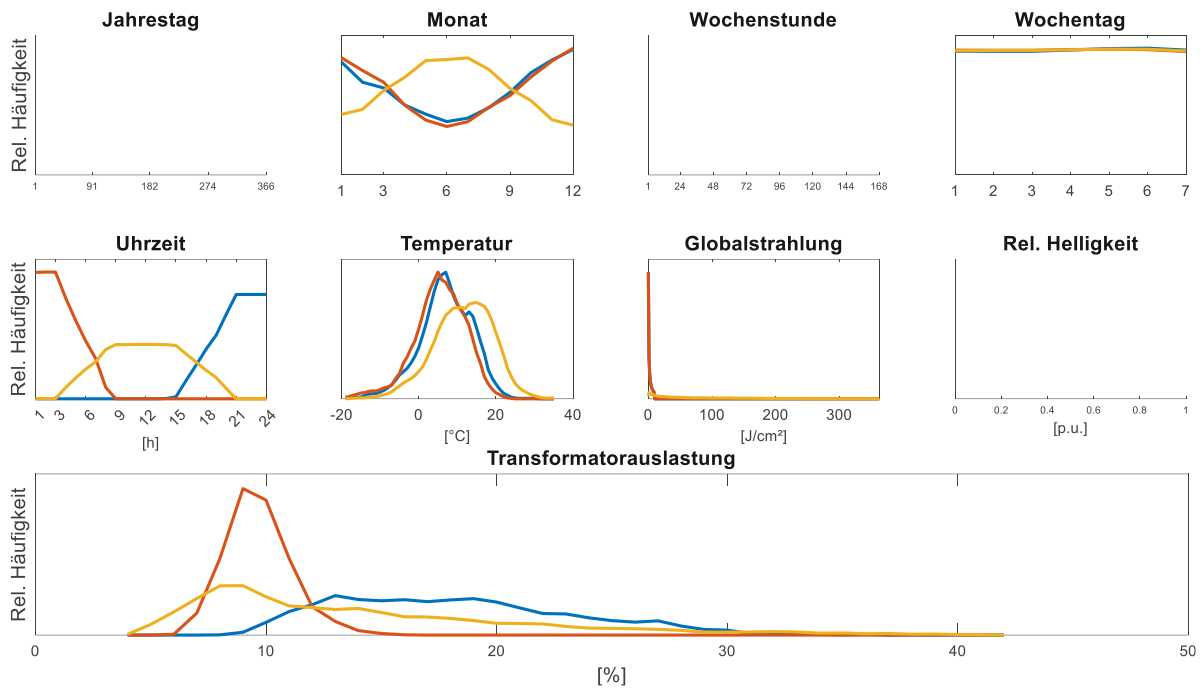 Jahrestag Monat Wochenstunde Wochentag
Rel. Häufigkeit
1 91 182 274 366 1 3 6 9 12 1 24 48 72 96 120 144 168 1 2 3 4 5 6 7
Uhrzeit Temperatur Globalstrahlung Rel. Helligkeit
Rel. Häufigkeit
1 3 6 9 12 15 18 21 24 -20 0 20 40 0 100 200 300 0 0.2 0.4 0.6 0.8 1
[h] [°C] [J/cm²] [p.u.]
Transformatorauslastung
Rel. Häufigkeit
0 10 20 30 40 50
[%]